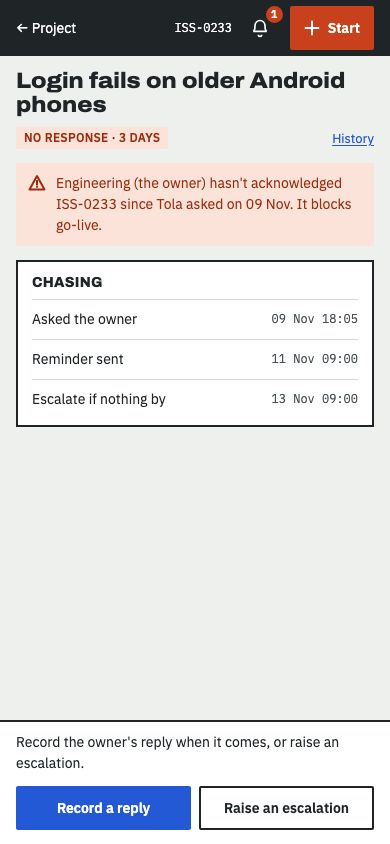 ← Project
ISS-0233
1
+ Start
Login fails on older Android
phones
NO RESPONSE · 3 DAYS
History
Engineering (the owner) hasn't acknowledged
ISS-0233 since Tola asked on 09 Nov. It blocks
go-live.
CHASING
Asked the owner 09 Nov 18:05
Reminder sent 11 Nov 09:00
Escalate if nothing by 13 Nov 09:00
Record the owner's reply when it comes, or raise an
escalation.
Record a reply
Raise an escalation